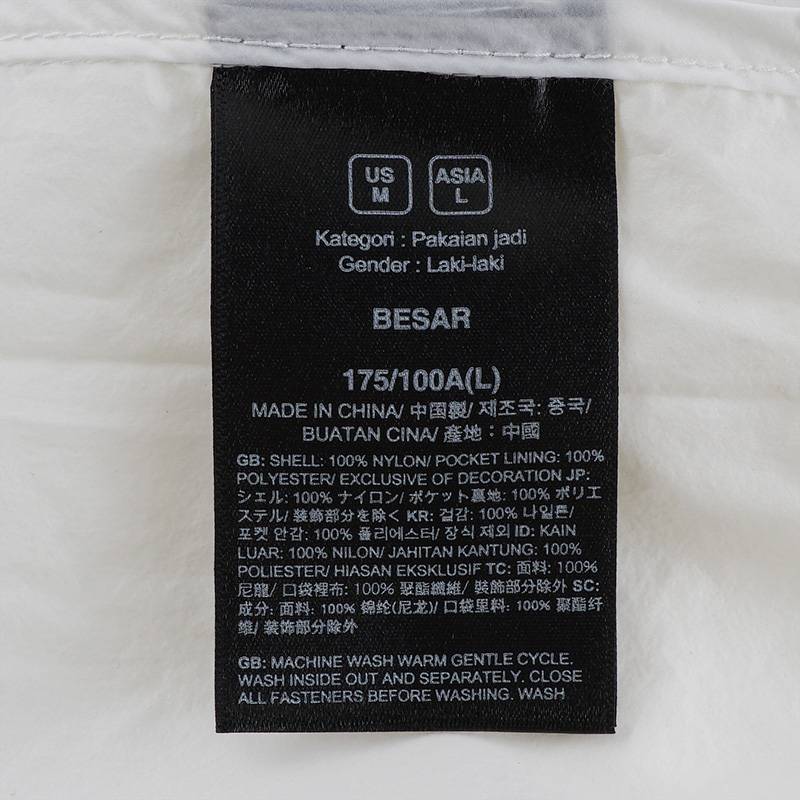 US
M
ASIA
L
Kategori : Pakaian jadi
Gender : Laki-laki
BESAR
175/100A(L)
MADE IN CHINA/ 中国製/ 제조국: 중국/
BUATAN CINA/ 產地：中國
GB: SHELL: 100% NYLON/ POCKET LINING: 100%
POLYESTER/ EXCLUSIVE OF DECORATION JP:
シェル: 100% ナイロン/ ポケット裏地: 100% ポリエ
ステル/ 装飾部分を除く KR: 겉감: 100% 나일론/
포켓 안감: 100% 폴리에스터/ 장식 제외 ID: KAIN
LUAR: 100% NILON/ JAHITAN KANTUNG: 100%
POLIESTER/ HIASAN EKSKLUSIF TC: 面料: 100%
尼龍/ 口袋裡布: 100% 聚酯纖維/ 裝飾部分除外 SC:
成分: 面料: 100% 锦纶(尼龙)/ 口袋里料: 100% 聚酯纤
维/ 装饰部分除外
GB: MACHINE WASH WARM GENTLE CYCLE.
WASH INSIDE OUT AND SEPARATELY. CLOSE
ALL FASTENERS BEFORE WASHING. WASH